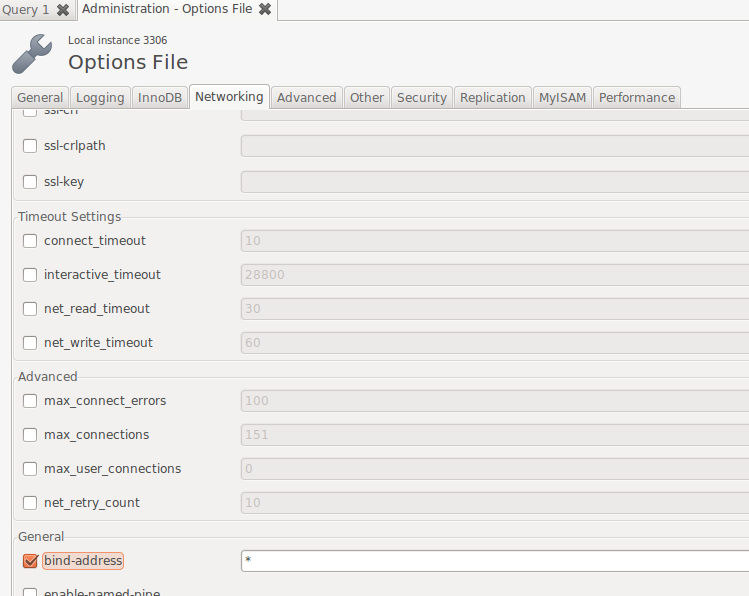 Query 1
Administration - Options File
Local instance 3306
Options File
General Logging InnoDB Networking Advanced Other Security Replication MyISAM Performance
ssl-crl
ssl-crlpath
ssl-key
Timeout Settings
connect_timeout 10
interactive_timeout 28800
net_read_timeout 30
net_write_timeout 60
Advanced
max_connect_errors 100
max_connections 151
max_user_connections 0
net_retry_count 10
General
bind-address *
enable-named-pipe